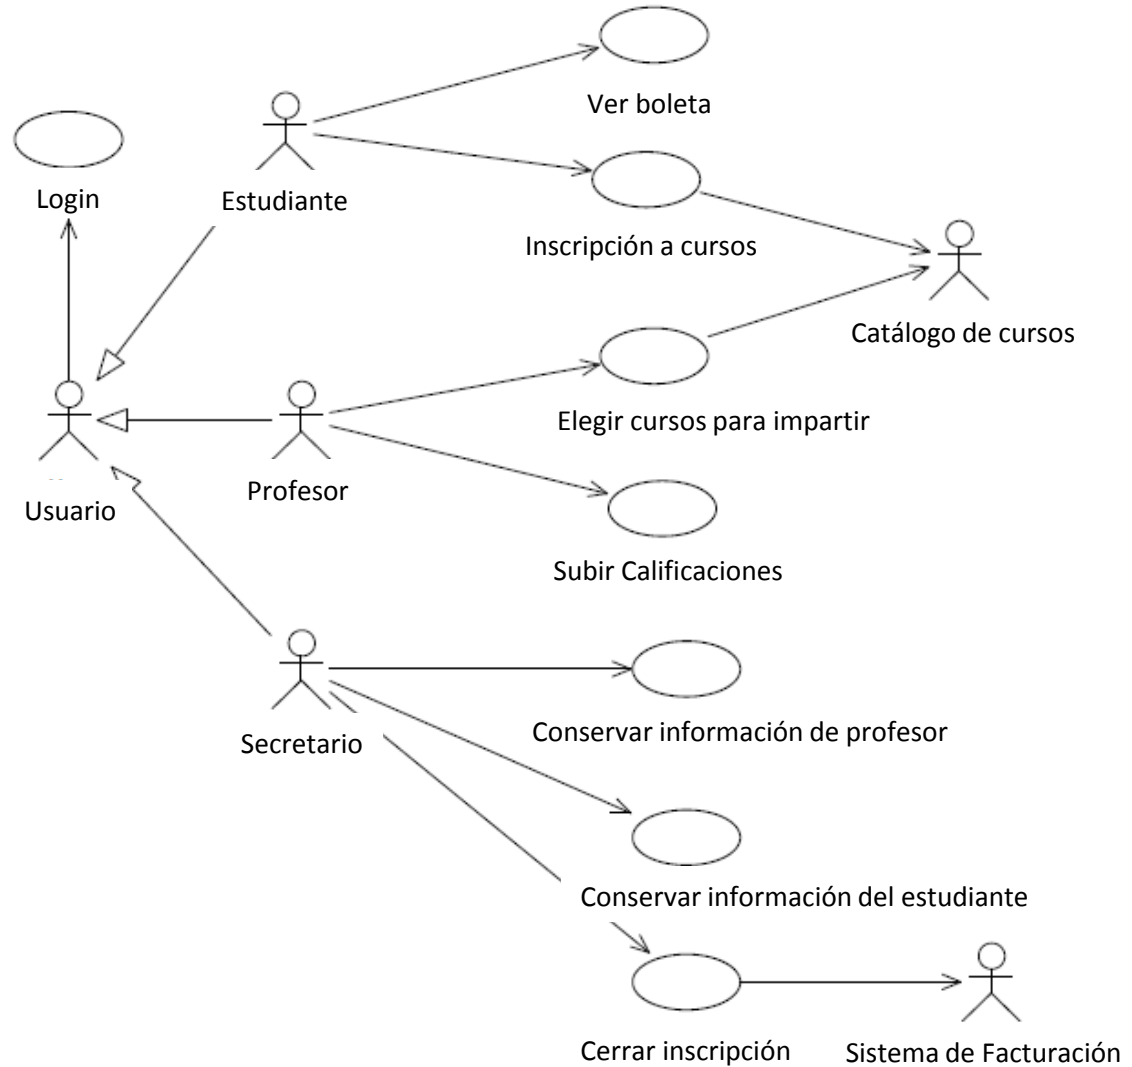 Ver boleta
Login
Estudiante
Inscripción a cursos
Catálogo de cursos
Elegir cursos para impartir
Profesor
Usuario
Subir Calificaciones
Conservar información de profesor
Secretario
Conservar información del estudiante
Cerrar inscripción
Sistema de Facturación